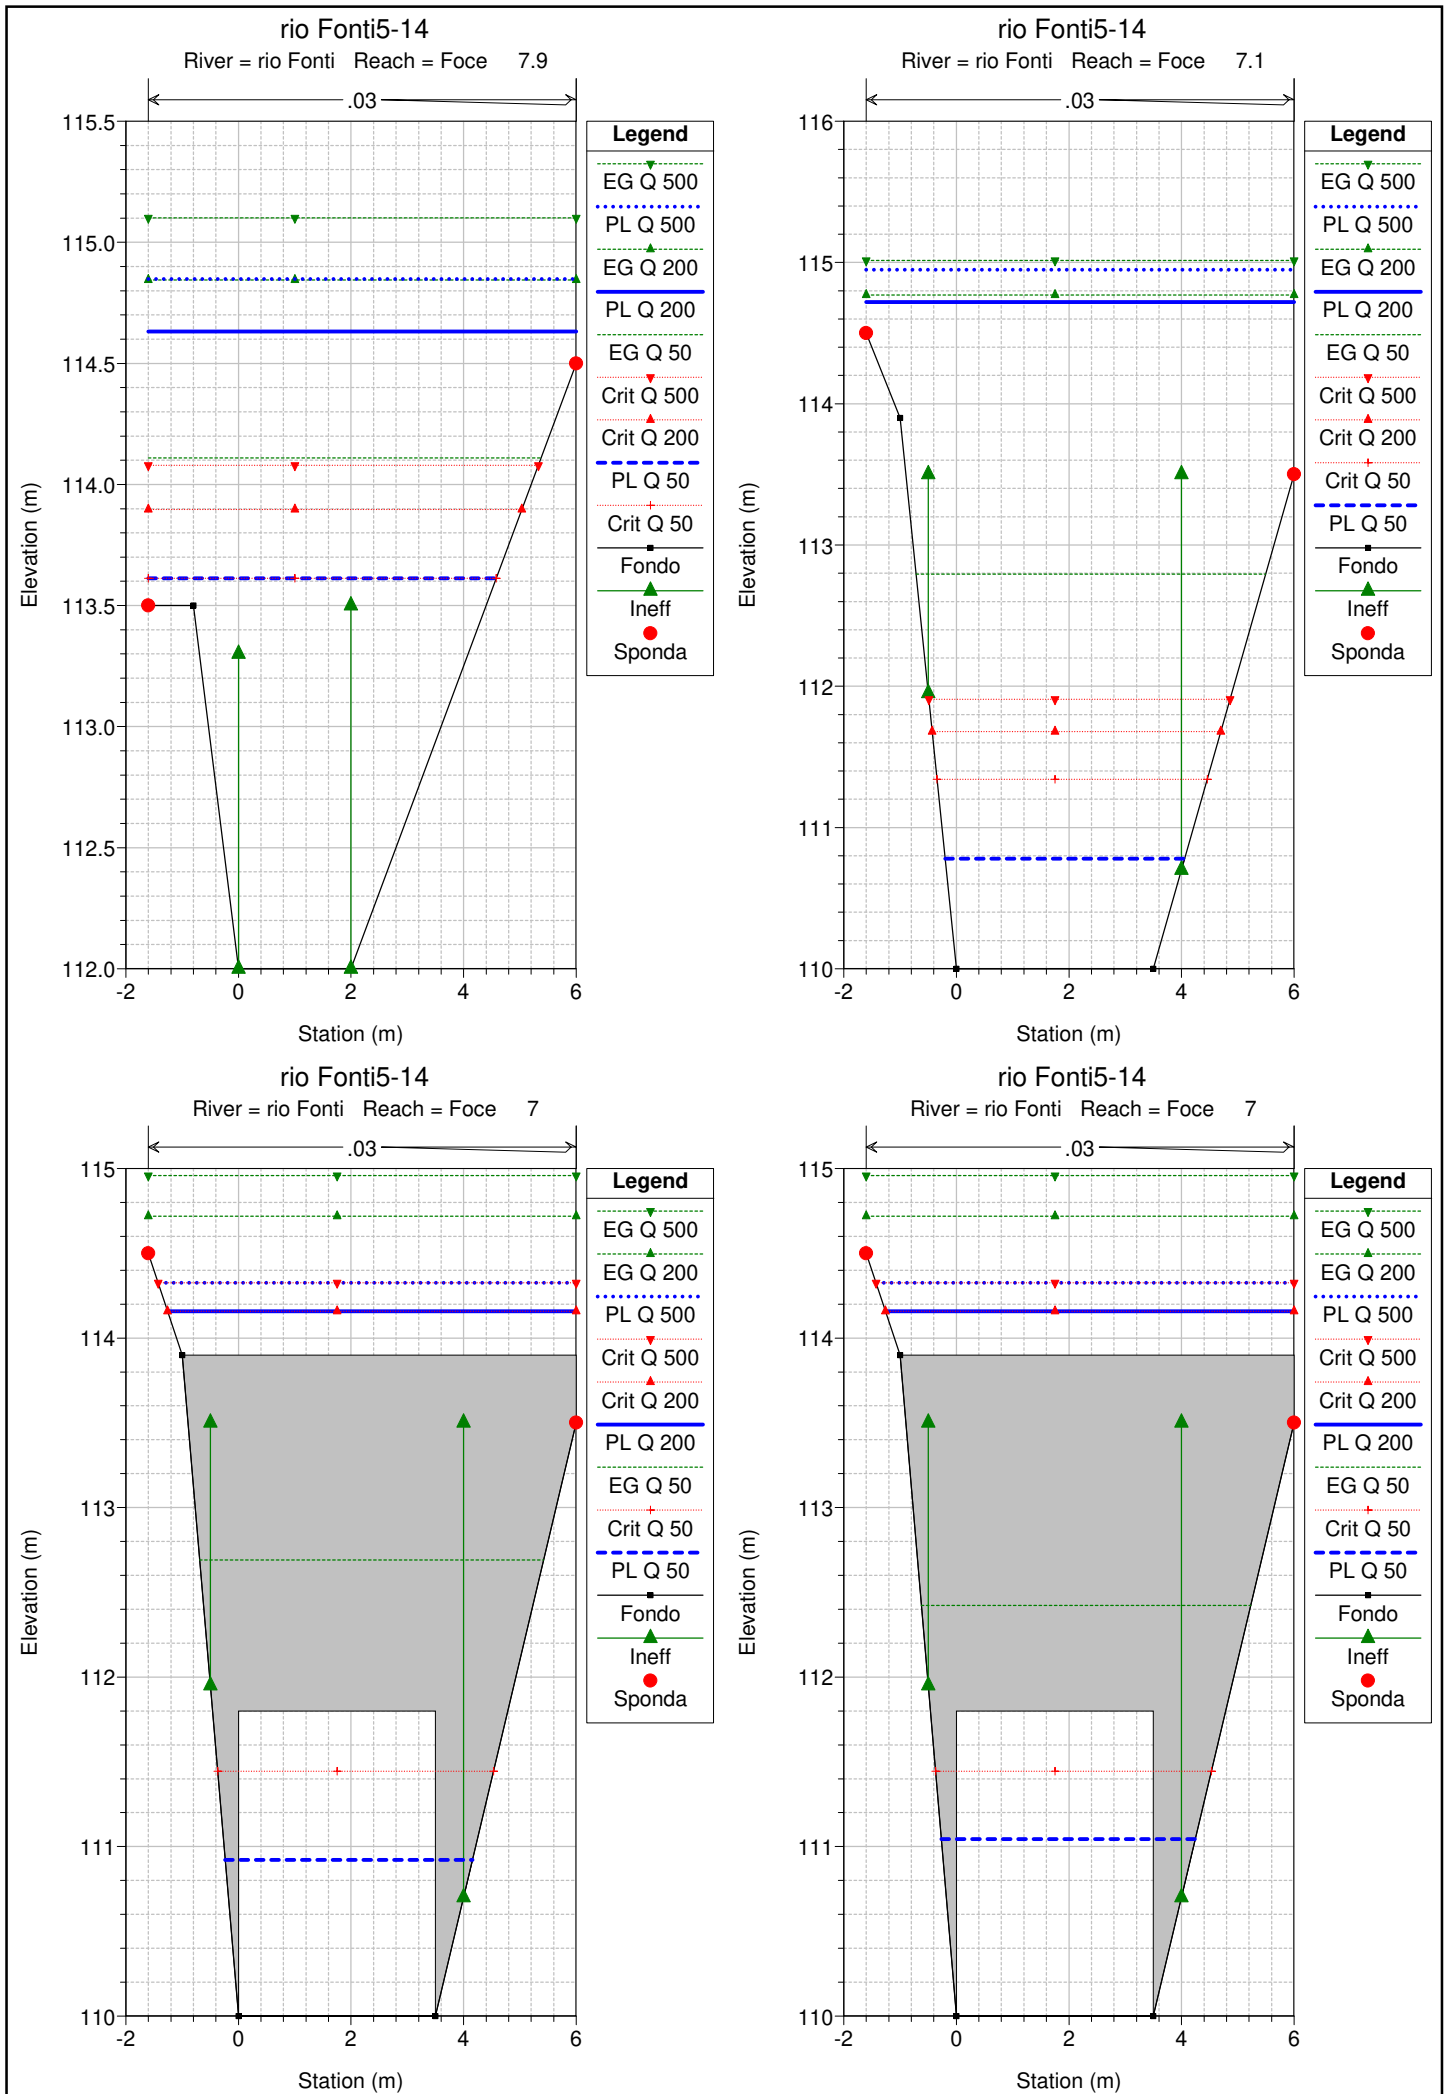 rio Fonti5-14
River = rio Fonti Reach = Foce 7.9
.03
115.5
115.0
114.5
114.0
113.5
113.0
112.5
112.0
-2 0 2 4 6
Station (m)
Elevation (m)
Legend
EG Q 500
PL Q 500
EG Q 200
PL Q 200
EG Q 50
Crit Q 500
Crit Q 200
PL Q 50
Crit Q 50
Fondo
Ineff
Sponda
rio Fonti5-14
River = rio Fonti Reach = Foce 7.1
.03
116
115
114
113
112
111
110
-2 0 2 4 6
Station (m)
Elevation (m)
Legend
EG Q 500
PL Q 500
EG Q 200
PL Q 200
EG Q 50
Crit Q 500
Crit Q 200
Crit Q 50
PL Q 50
Fondo
Ineff
Sponda
rio Fonti5-14
River = rio Fonti Reach = Foce 7
.03
115
114
113
112
111
110
-2 0 2 4 6
Station (m)
Elevation (m)
Legend
EG Q 500
EG Q 200
PL Q 500
Crit Q 500
Crit Q 200
PL Q 200
EG Q 50
Crit Q 50
PL Q 50
Fondo
Ineff
Sponda
rio Fonti5-14
River = rio Fonti Reach = Foce 7
.03
115
114
113
112
111
110
-2 0 2 4 6
Station (m)
Elevation (m)
Legend
EG Q 500
EG Q 200
PL Q 500
Crit Q 500
Crit Q 200
PL Q 200
EG Q 50
Crit Q 50
PL Q 50
Fondo
Ineff
Sponda